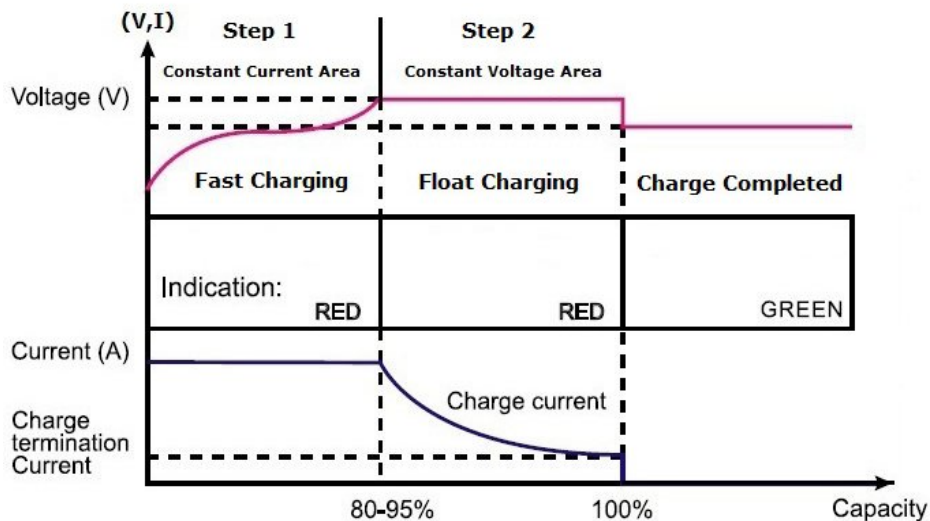 (V,I)
Step 1
Step 2
Constant Current Area
Constant Voltage Area
Voltage (V)
Fast Charging
Float Charging
Charge Completed
Indication:
RED
RED
GREEN
Current (A)
Charge current
Charge
termination
Current
80-95%
100%
Capacity